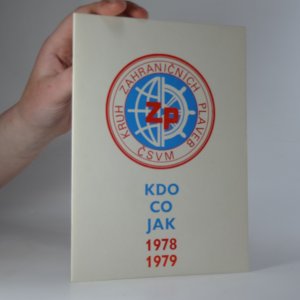 KRUH ZAHRANIČNÍCH PLAVEB
ČSVM
Zp
KDO
CO
JAK
1978
1979